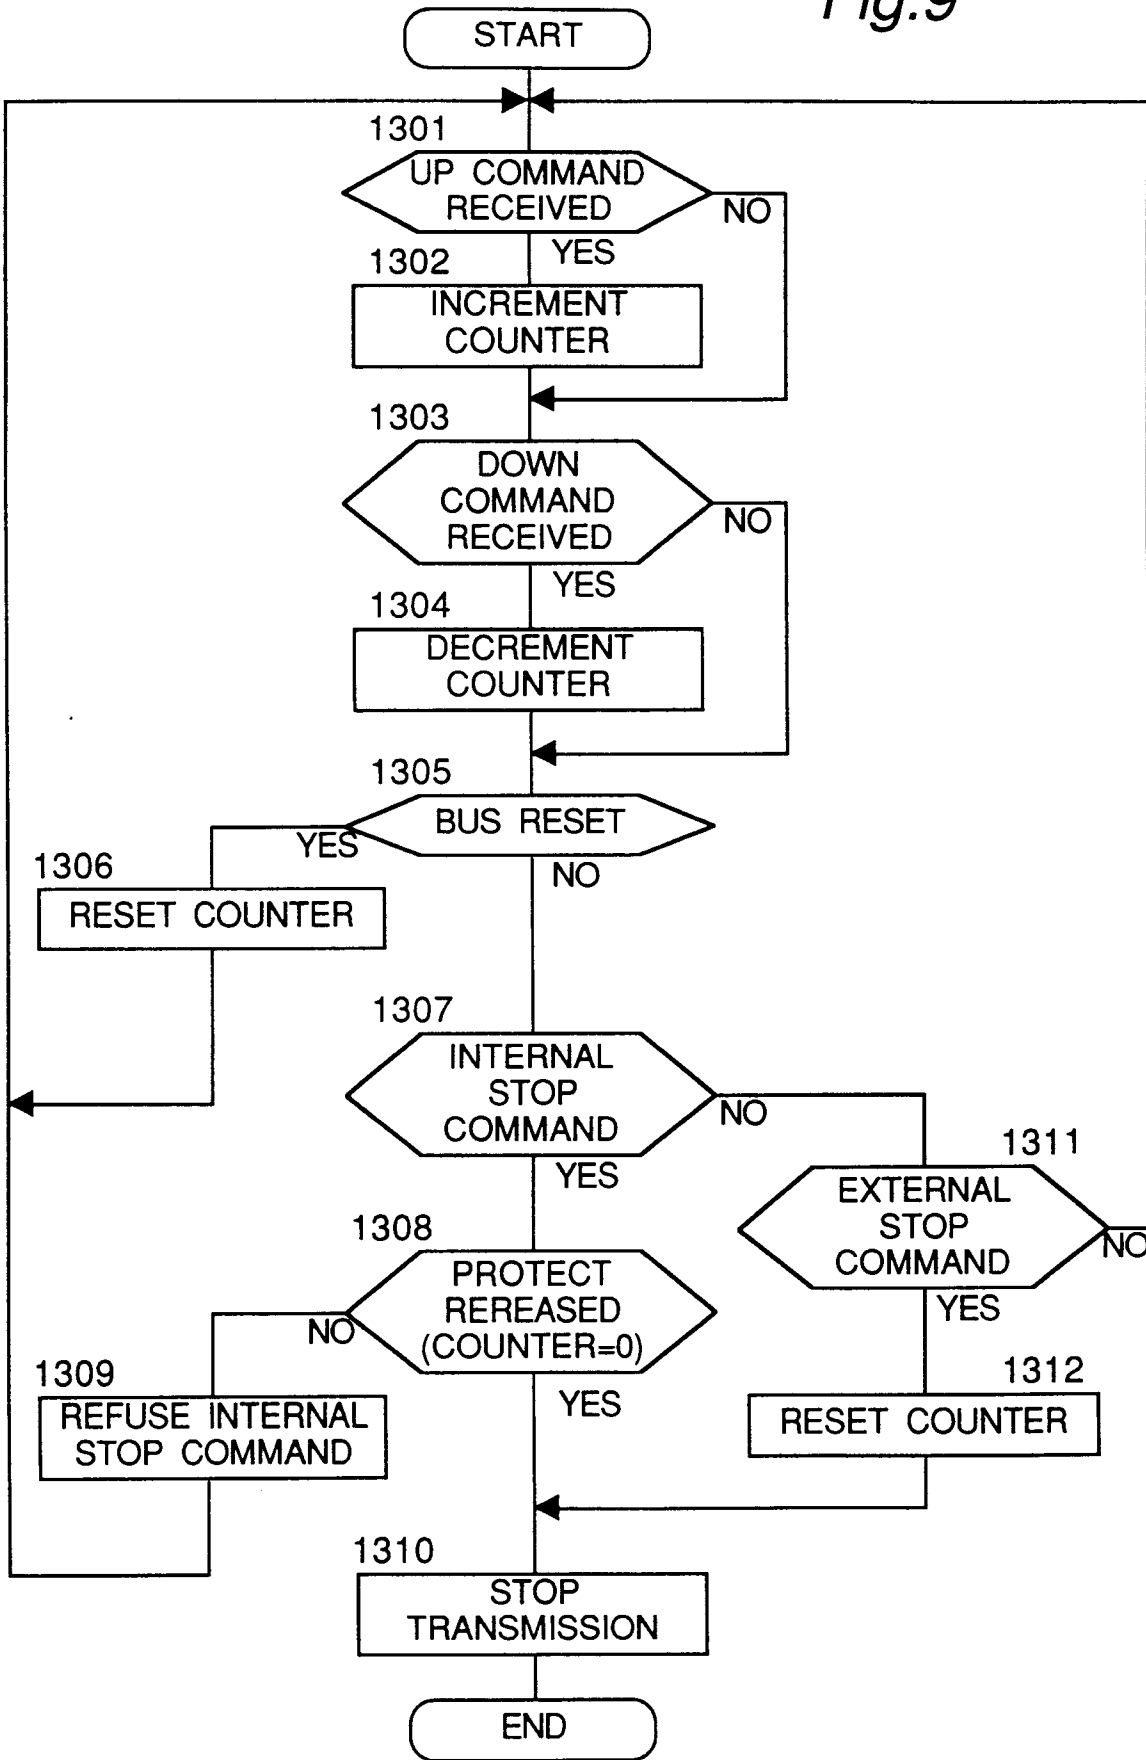 Fig.9
START
1301
UP COMMAND
RECEIVED
NO
YES
1302
INCREMENT
COUNTER
1303
DOWN
COMMAND
RECEIVED
NO
YES
1304
DECREMENT
COUNTER
1305
BUS RESET
YES
NO
1306
RESET COUNTER
1307
INTERNAL
STOP
COMMAND
NO
YES
1311
EXTERNAL
STOP
COMMAND
NO
YES
1308
PROTECT
REREASED
(COUNTER=0)
NO
YES
1309
REFUSE INTERNAL
STOP COMMAND
1312
RESET COUNTER
1310
STOP
TRANSMISSION
END